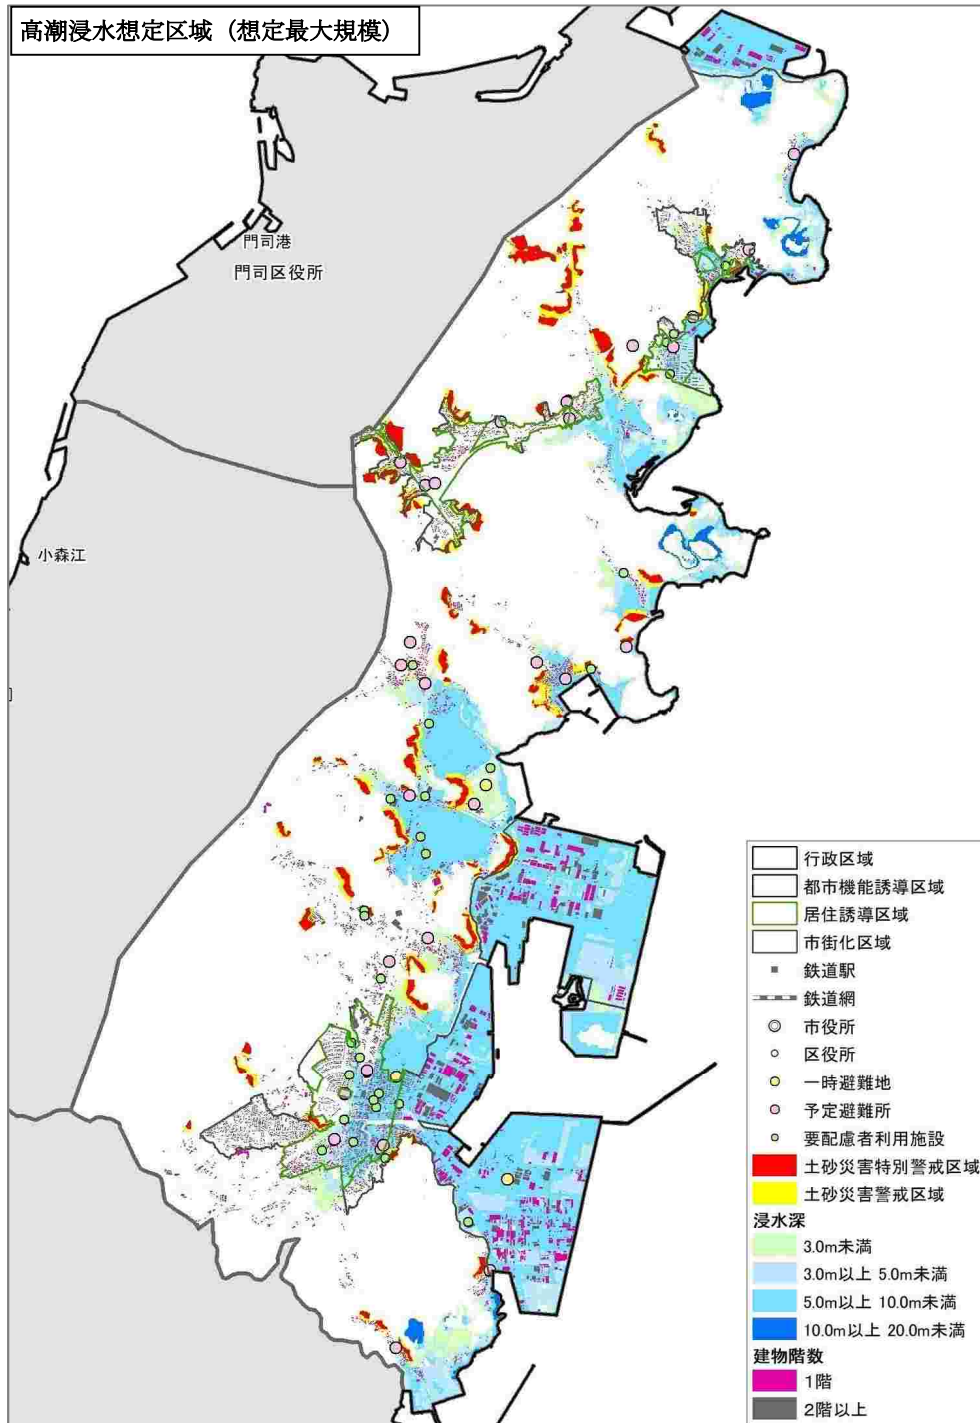 高潮浸水想定区域（想定最大規模）
門司港
門司区役所
小森江
行政区域
都市機能誘導区域
居住誘導区域
市街化区域
鉄道駅
鉄道網
市役所
区役所
一時避難地
予定避難所
要配慮者利用施設
土砂災害特別警戒区域
土砂災害警戒区域
浸水深
3.0m未満
3.0m以上 5.0m未満
5.0m以上 10.0m未満
10.0m以上 20.0m未満
建物階数
1階
2階以上